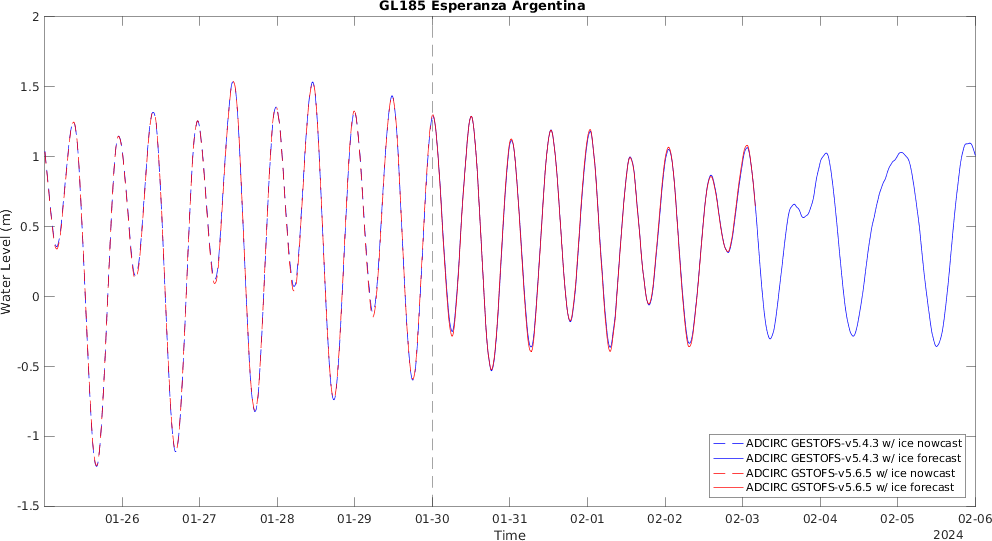 GL185 Esperanza Argentina
2
1.5
1
0.5
0
-0.5
-1
-1.5
Water Level (m)
ADCIRC GESTOFS-v5.4.3 w/ ice nowcast
ADCIRC GESTOFS-v5.4.3 w/ ice forecast
ADCIRC GSTOFS-v5.6.5 w/ ice nowcast
ADCIRC GSTOFS-v5.6.5 w/ ice forecast
01-26 01-27 01-28 01-29 01-30 01-31 02-01 02-02 02-03 02-04 02-05 02-06
Time
2024